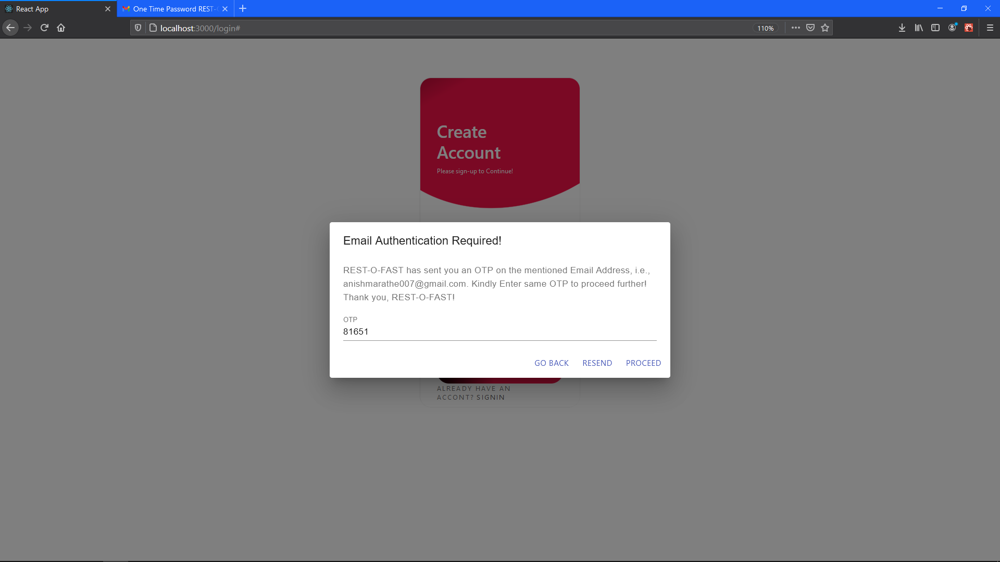 React App
One Time Password REST-
localhost:3000/login#
110%
Create
Account
Please sign-up to Continue!
Email Authentication Required!
REST-O-FAST has sent you an OTP on the mentioned Email Address, i.e.,
anishmarathe007@gmail.com. Kindly Enter same OTP to proceed further!
Thank you, REST-O-FAST!
OTP
81651
GO BACK RESEND PROCEED
ALREADY HAVE AN
ACCONT? SIGNIN